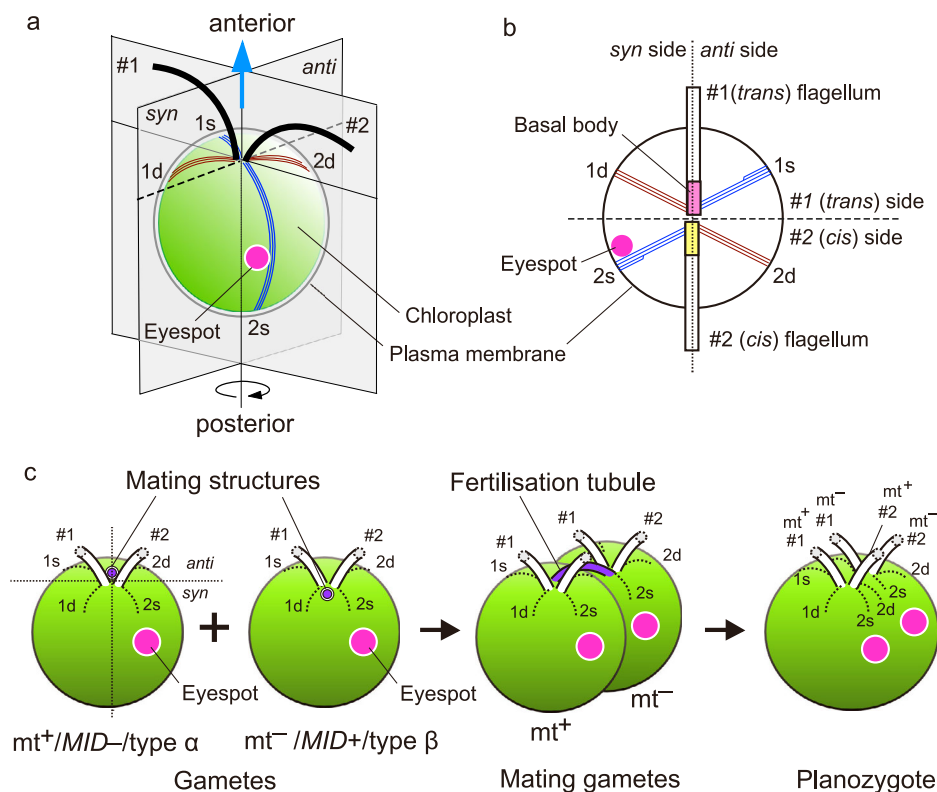 a
anterior
#1
anti
syn
1s
#2
1d
2d
Eyespot
2s
Chloroplast
Plasma membrane
posterior
b
syn side
anti side
#1(trans) flagellum
Basal body
1d
1s
#1 (trans) side
#2 (cis) side
Eyespot
2s
2d
#2 (cis) flagellum
c
Mating structures
Fertilisation tubule
#1
#2
1s
2d
anti
syn
1d
2s
Eyespot
mt+/MID–/type α
#1
#2
1s
2d
1d
2s
Eyespot
mt– /MID+/type β
Gametes
#1
#2
1s
2d
1d
2s
mt+
mt–
Mating gametes
mt+
#1
mt–
#1
mt+
#2
mt–
#2
1s
2d
1d
2s
2s
2d
Planozygote